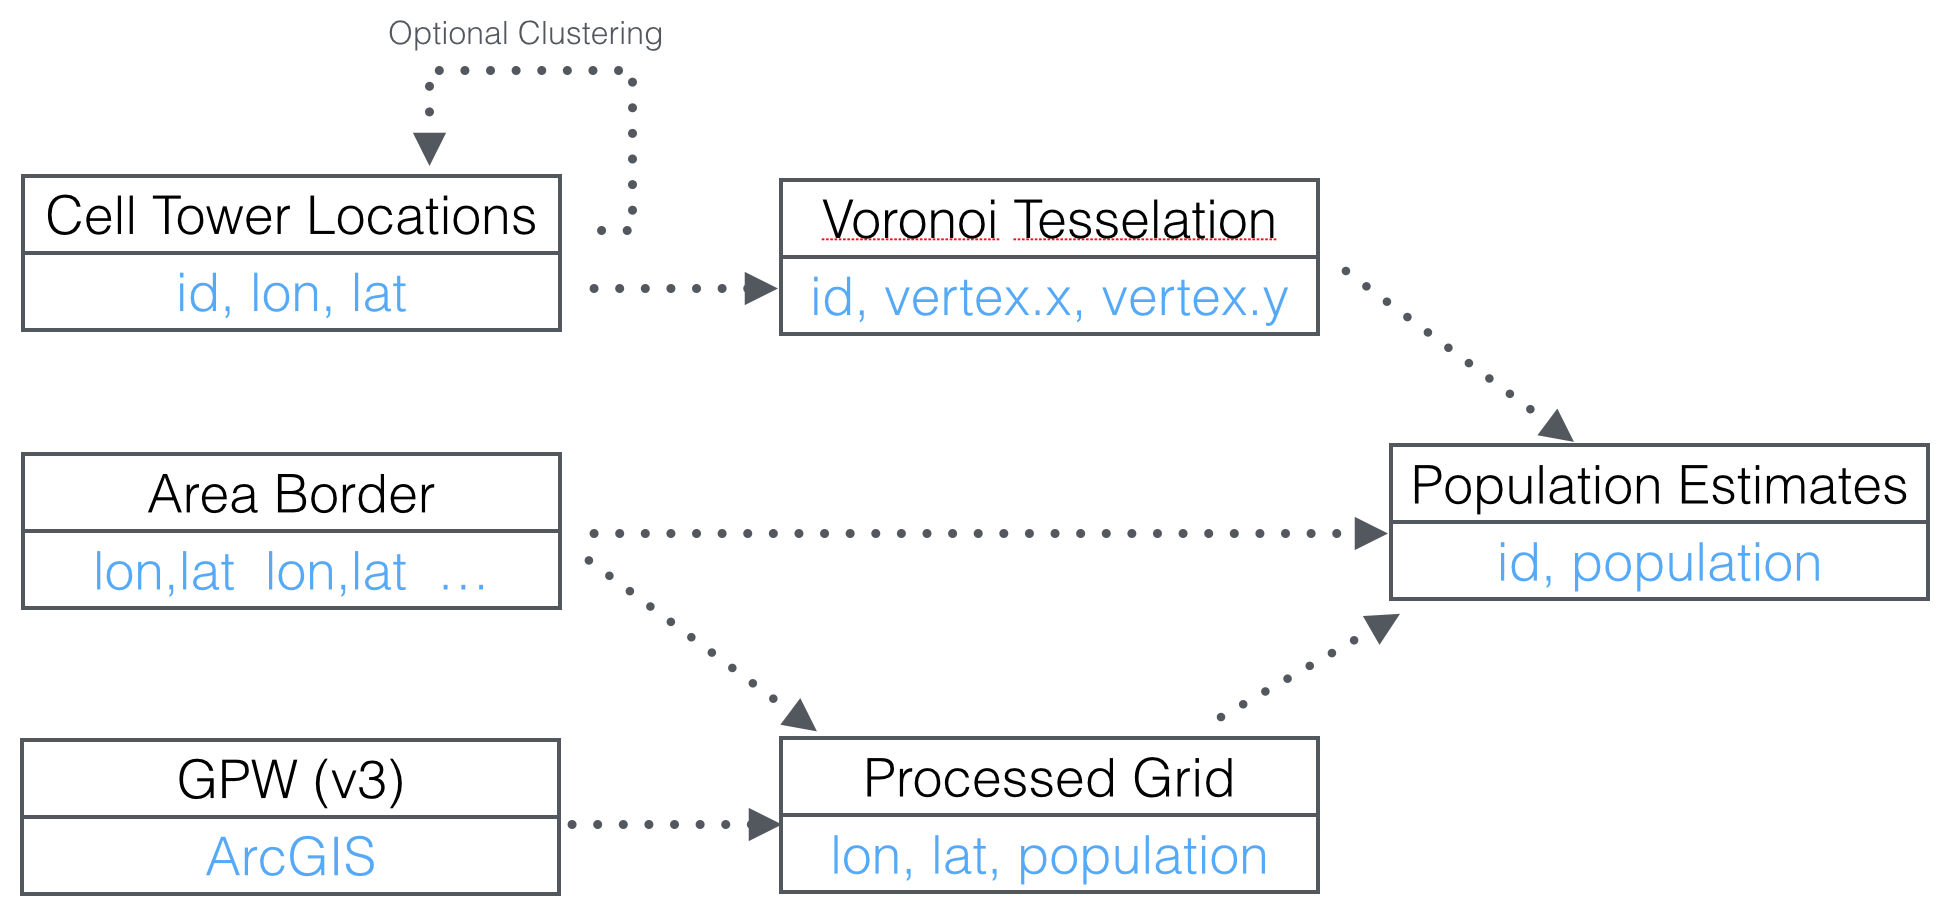 Optional Clustering
Cell Tower Locations
id, lon, lat
Voronoi Tesselation
id, vertex.x, vertex.y
Area Border
lon,lat  lon,lat  ...
Population Estimates
id, population
GPW (v3)
ArcGIS
Processed Grid
lon, lat, population